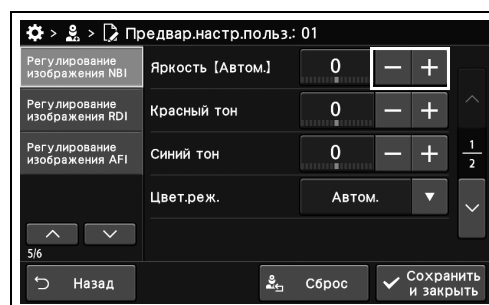 > > Предвар.настр.польз.: 01
Регулирование
изображения NBI
Яркость [Автом.] 0 − +
Регулирование
изображения RDI
Красный тон 0 − +
Регулирование
изображения AFI
Синий тон 0 − +
1
2
Цвет.реж. Автом.
5/6
Назад
Сброс
Сохранить
и закрыть